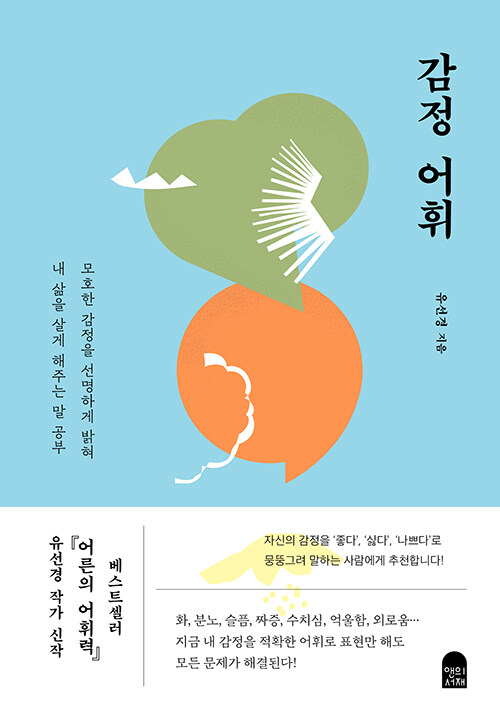 감정 어휘
유선경 지음
모호한 감정을 선명하게 밝혀
내 삶을 살게 해주는 말 공부
베스트셀러
『어른의 어휘력』
유선경 작가 신작
자신의 감정을 '좋다', '싫다', '나쁘다'로
뭉뚱그려 말하는 사람에게 추천합니다!
화, 분노, 슬픔, 짜증, 수치심, 억울함, 외로움…
지금 내 감정을 적확한 어휘로 표현만 해도
모든 문제가 해결된다!
앤의
서재